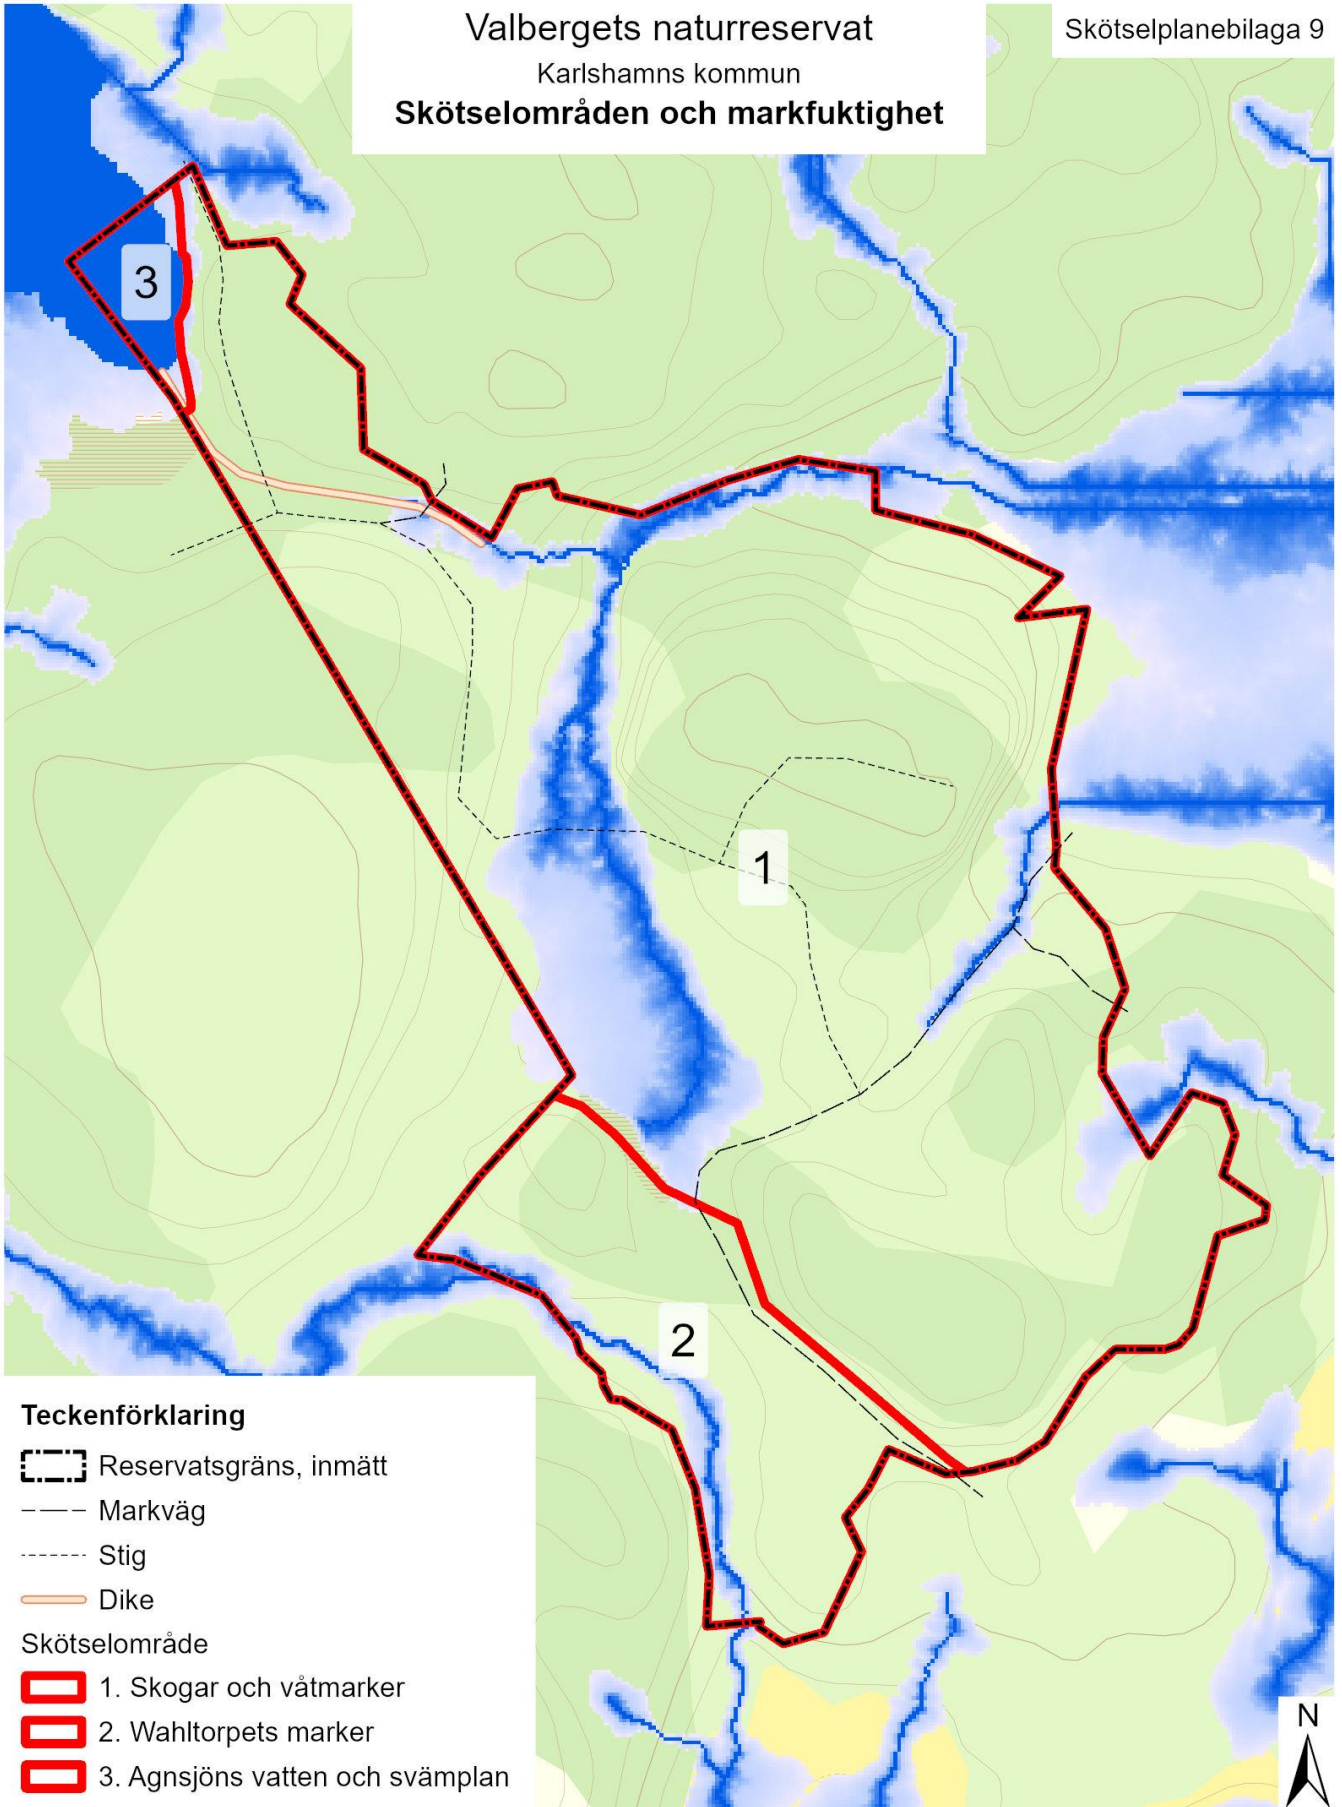 Valbergets naturreservat
Karlshamns kommun
Skötselområden och markfuktighet
Skötselplanebilaga 9
3
1
2
Teckenförklaring
Reservatsgräns, inmätt
Markväg
Stig
Dike
Skötselområde
1. Skogar och våtmarker
2. Wahltorpets marker
3. Agnsjöns vatten och svämplan
N